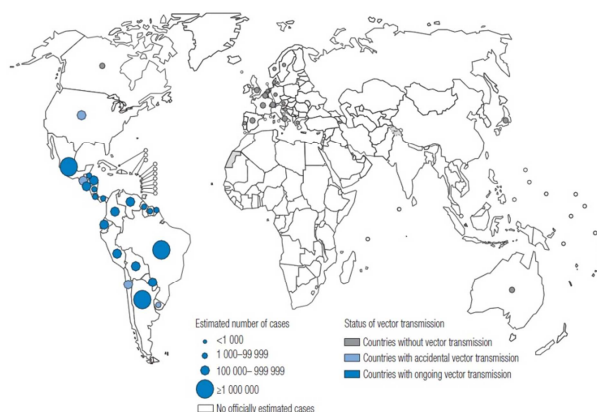 Estimated number of cases
<1 000
1 000–99 999
100 000– 999 999
≥1 000 000
No officially estimated cases
Status of vector transmission
Countries without vector transmission
Countries with accidental vector transmission
Countries with ongoing vector transmission